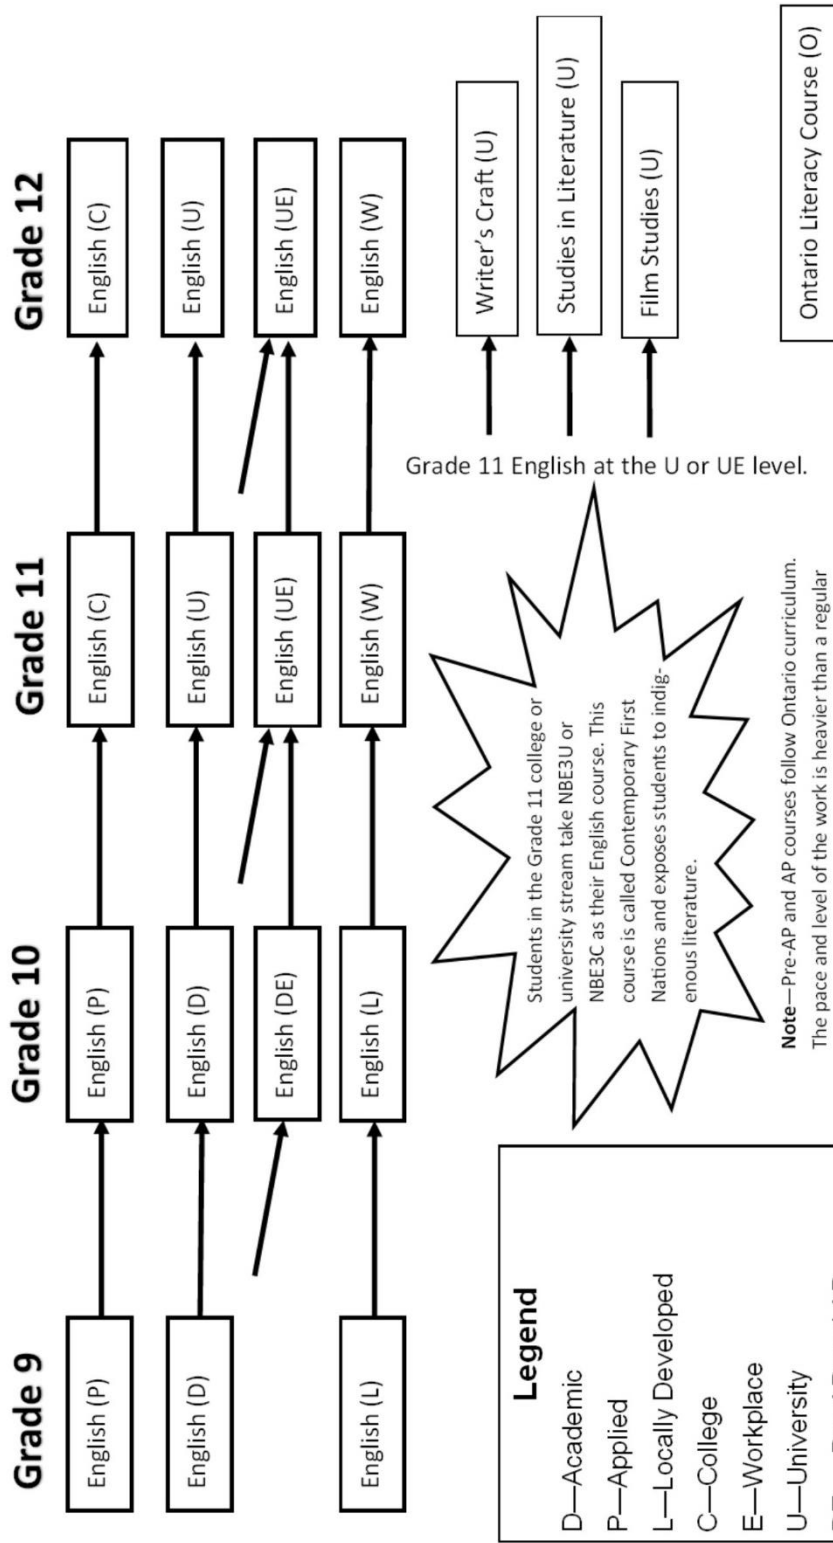 Grade 9
Grade 10
Grade 11
Grade 12
English (P)
English (P)
English (C)
English (C)
English (D)
English (D)
English (U)
English (U)
English (DE)
English (UE)
English (UE)
English (L)
English (L)
English (W)
English (W)
Legend
D—Academic
P—Applied
L—Locally Developed
C—College
E—Workplace
U—University
Students in the Grade 11 college or
university stream take NBE3U or
NBE3C as their English course. This
course is called Contemporary First
Nations and exposes students to indig-
enous literature.
Grade 11 English at the U or UE level.
Writer's Craft (U)
Studies in Literature (U)
Film Studies (U)
Note—Pre-AP and AP courses follow Ontario curriculum.
The pace and level of the work is heavier than a regular
Ontario Literacy Course (O)